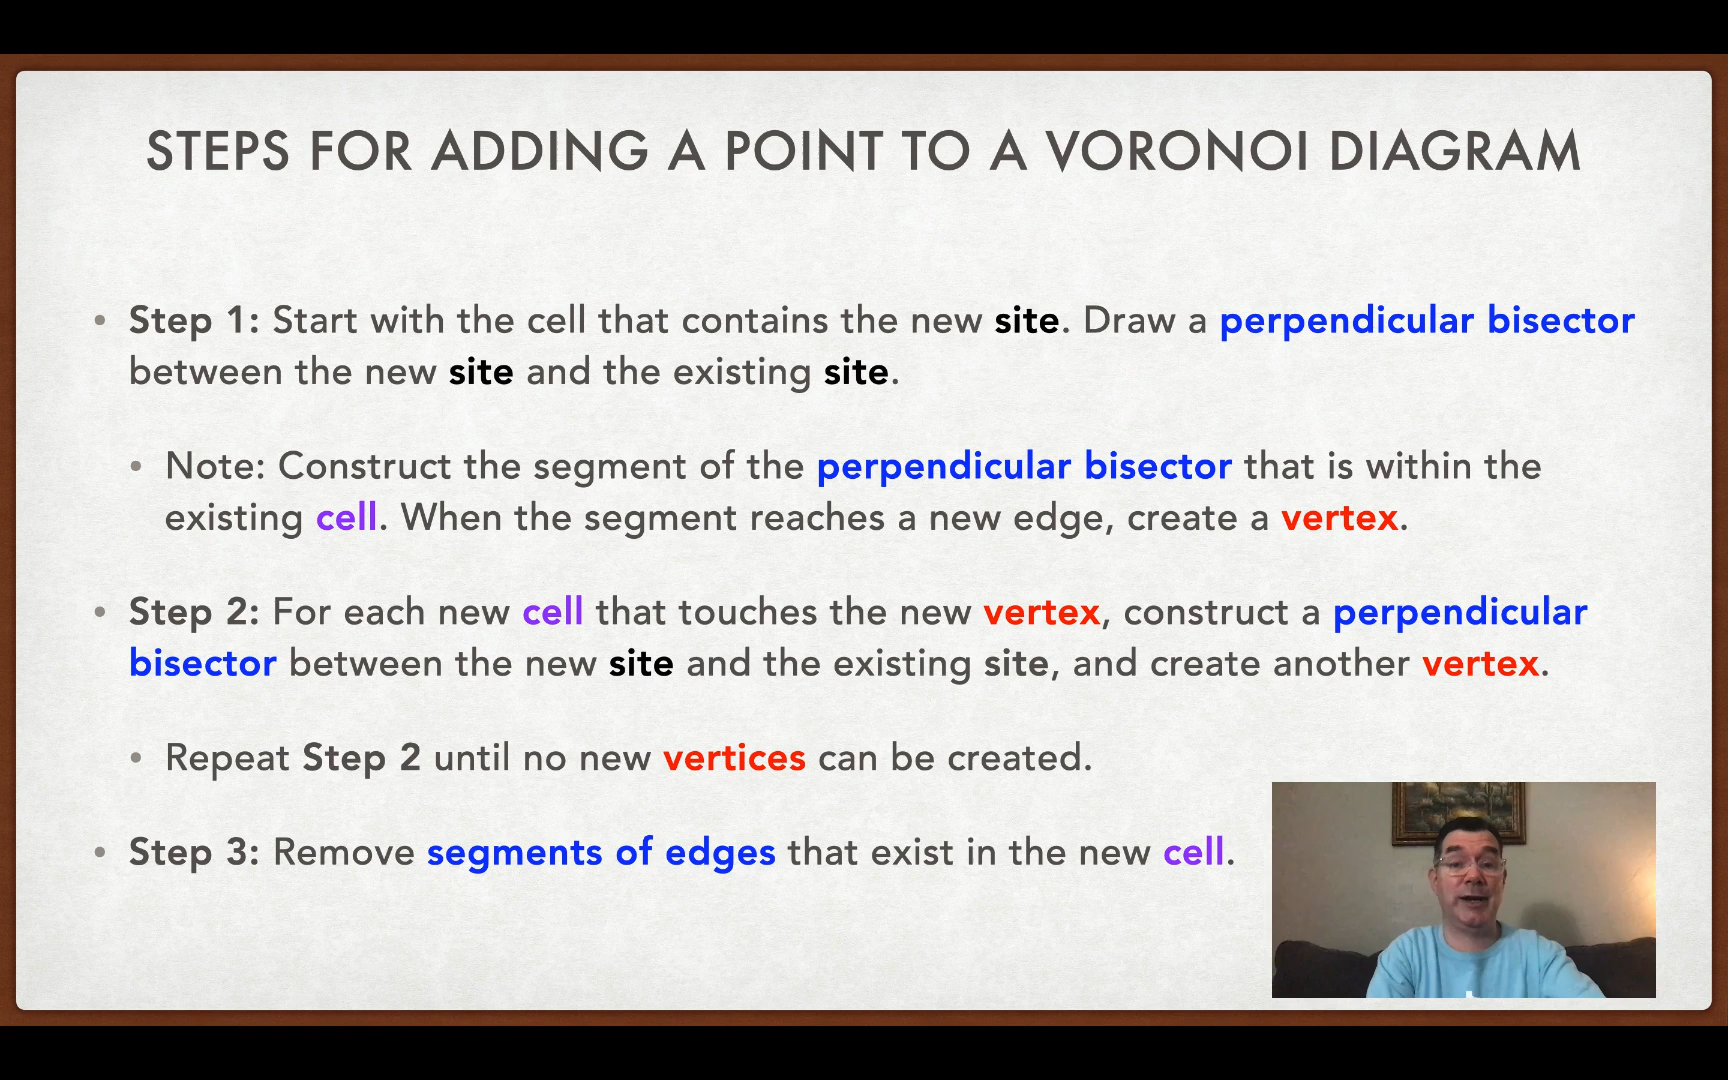 STEPS FOR ADDING A POINT TO A VORONOI DIAGRAM
• Step 1: Start with the cell that contains the new site. Draw a perpendicular bisector
between the new site and the existing site.
• Note: Construct the segment of the perpendicular bisector that is within the
existing cell. When the segment reaches a new edge, create a vertex.
• Step 2: For each new cell that touches the new vertex, construct a perpendicular
bisector between the new site and the existing site, and create another vertex.
• Repeat Step 2 until no new vertices can be created.
• Step 3: Remove segments of edges that exist in the new cell.